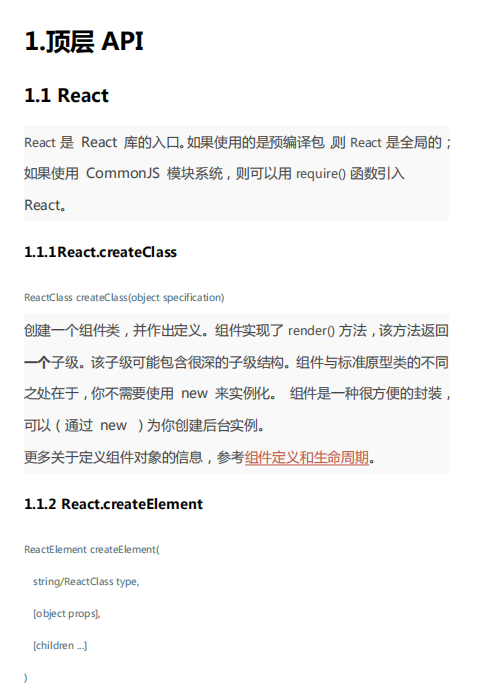 1.顶层 API
1.1 React
React 是 React 库的入口。如果使用的是预编译包，则 React 是全局的；
如果使用 CommonJS 模块系统，则可以用 require() 函数引入
React。
1.1.1React.createClass
ReactClass createClass(object specification)
创建一个组件类，并作出定义。组件实现了 render() 方法，该方法返回
一个子级。该子级可能包含很深的子级结构。组件与标准原型类的不同
之处在于，你不需要使用 new 来实例化。 组件是一种很方便的封装，
可以（通过 new ）为你创建后台实例。
更多关于定义组件对象的信息，参考组件定义和生命周期。
1.1.2 React.createElement
ReactElement createElement(
string/ReactClass type,
[object props],
[children ...]
)